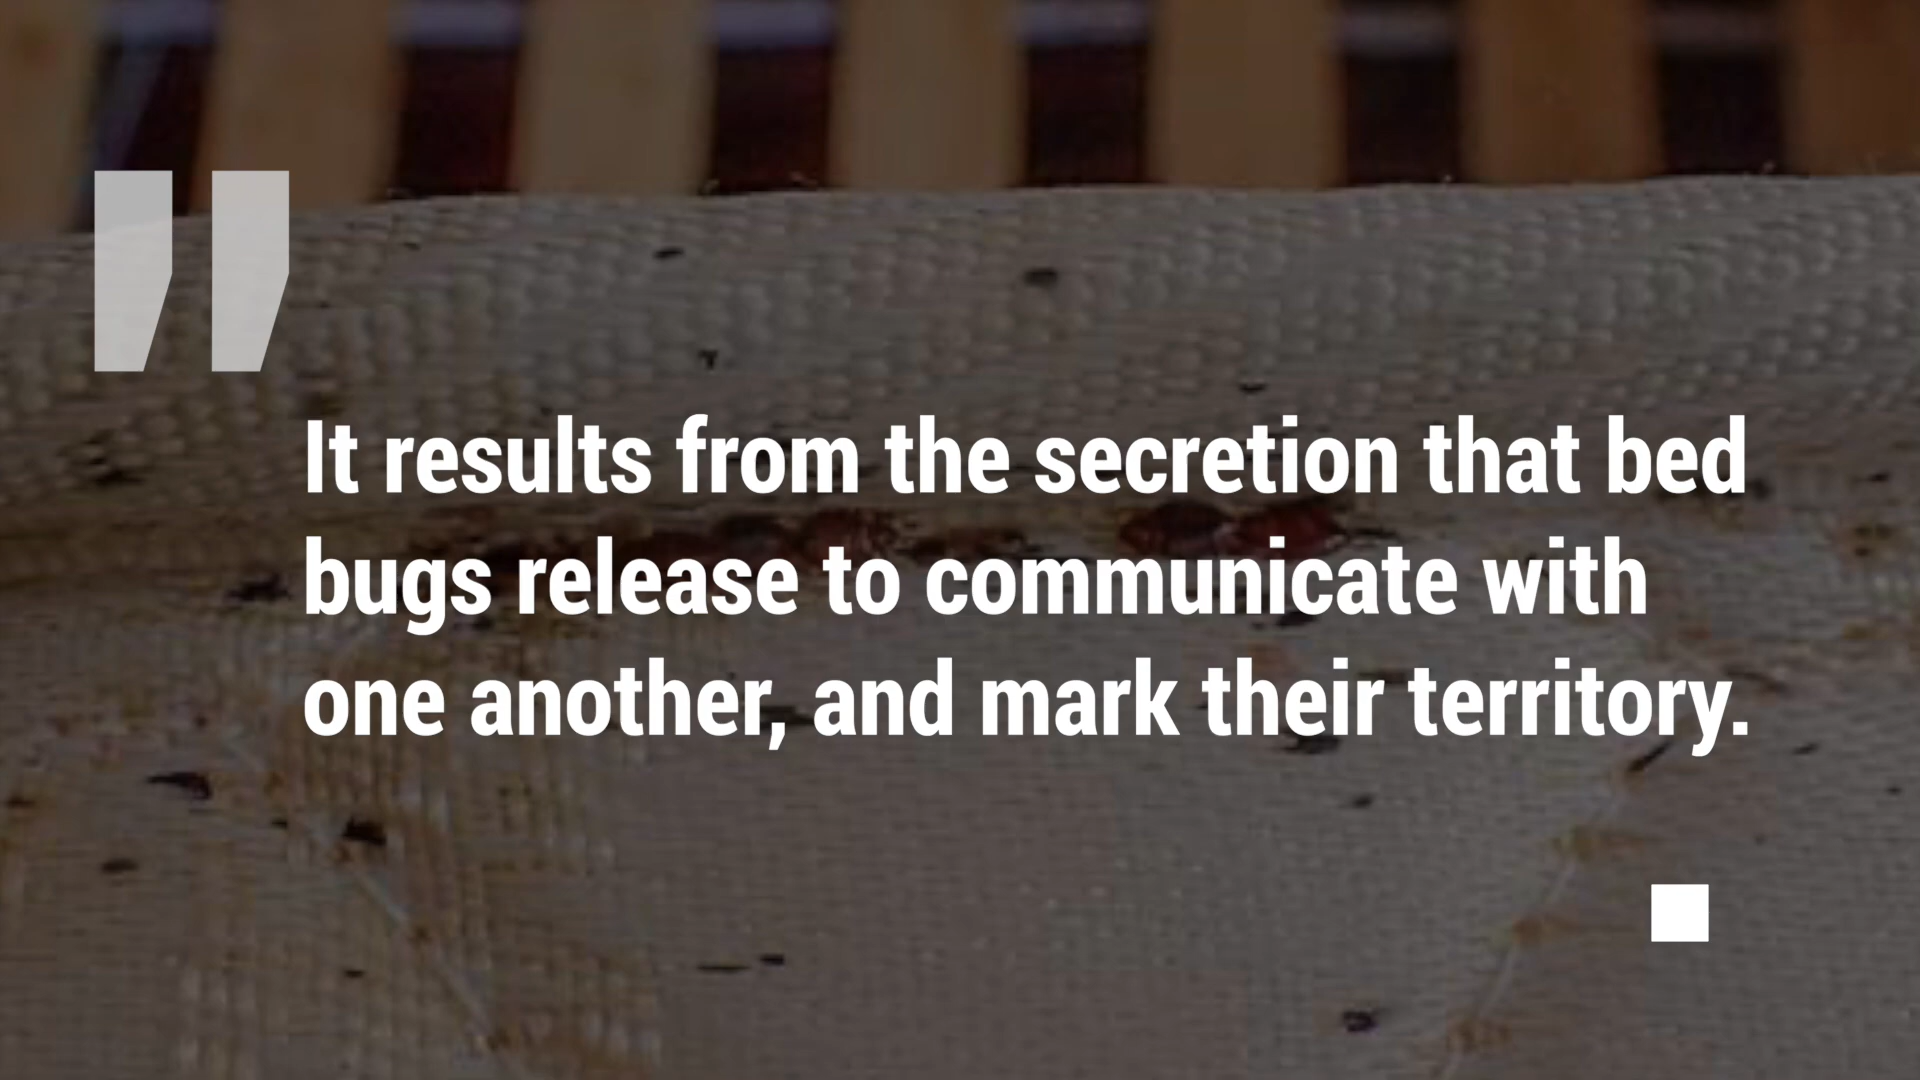 It results from the secretion that bed
bugs release to communicate with
one another, and mark their territory.